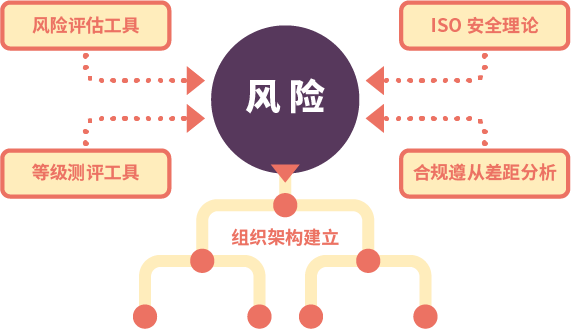 风险评估工具
ISO 安全理论
风 险
等级测评工具
合规遵从差距分析
组织架构建立